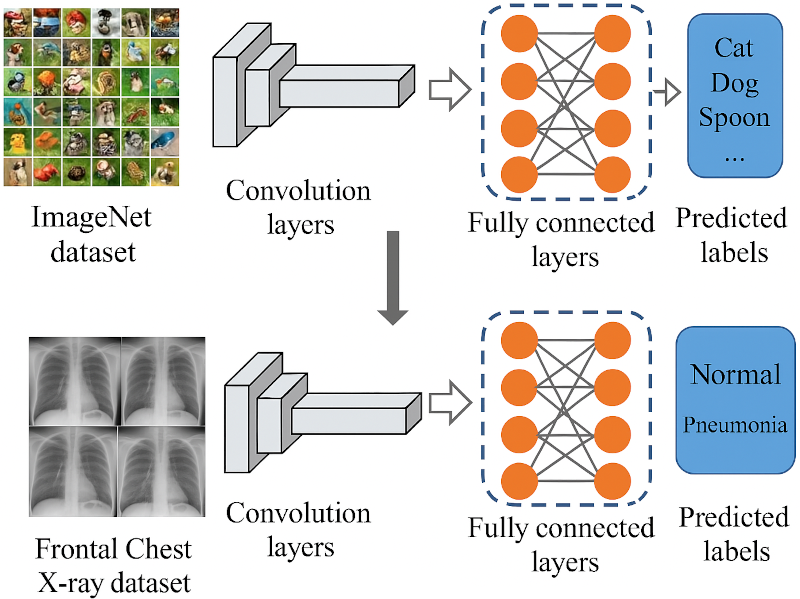 Cat
Dog
Spoon
...
ImageNet
dataset
Convolution
layers
Fully connected
layers
Predicted
labels
Normal
Pneumonia
Frontal Chest
X-ray dataset
Convolution
layers
Fully connected
layers
Predicted
labels